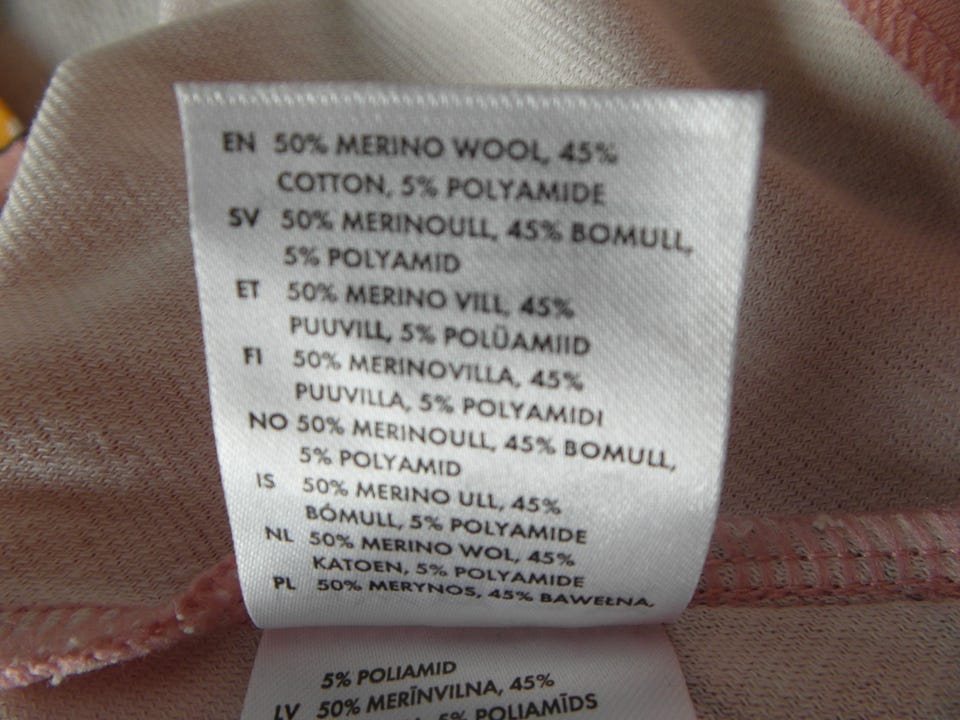 EN 50% MERINO WOOL, 45%
COTTON, 5% POLYAMIDE
SV 50% MERINOULL, 45% BOMULL,
5% POLYAMID
ET 50% MERINO VILL, 45%
PUUVILL, 5% POLÜAMIID
FI 50% MERINOVILLA, 45%
PUUVILLA, 5% POLYAMIDI
NO 50% MERINOULL, 45% BOMULL,
5% POLYAMID
IS 50% MERINO ULL, 45%
BÓMULL, 5% POLYAMIDE
NL 50% MERINO WOL, 45%
KATOEN, 5% POLYAMIDE
PL 50% MERYNOS, 45% BAWEŁNA,
5% POLIAMID
LV 50% MERĪNVILNA, 45%
5% POLIAMĪDS